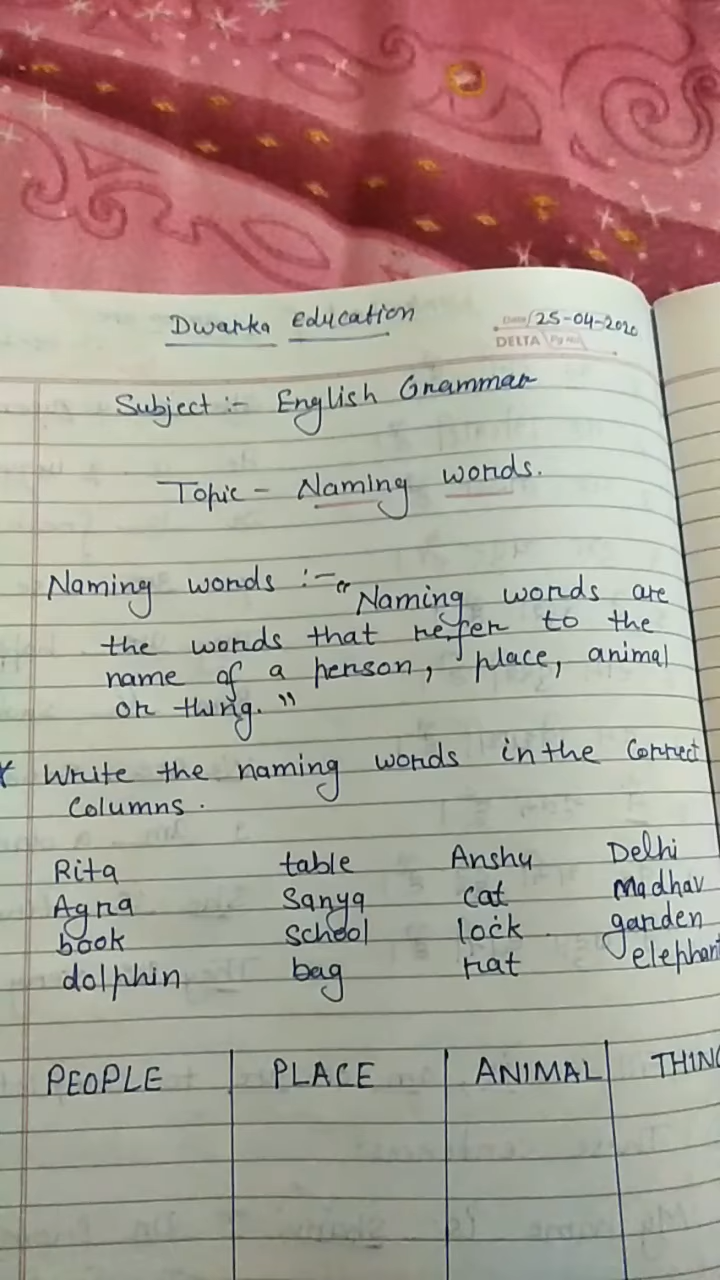 Dwarka Education
Date 25-04-2020
DELTA Pg No.
Subject :- English Grammar
Topic - Naming words.
Naming words :- "Naming words are
the words that refer to the
name of a person, place, animal
or thing."
Write the naming words in the correct
columns.
Rita table Anshu Delhi
Agra Sanya cat Madhav
book School lock garden
dolphin bag rat elephant
PEOPLE PLACE ANIMAL THING